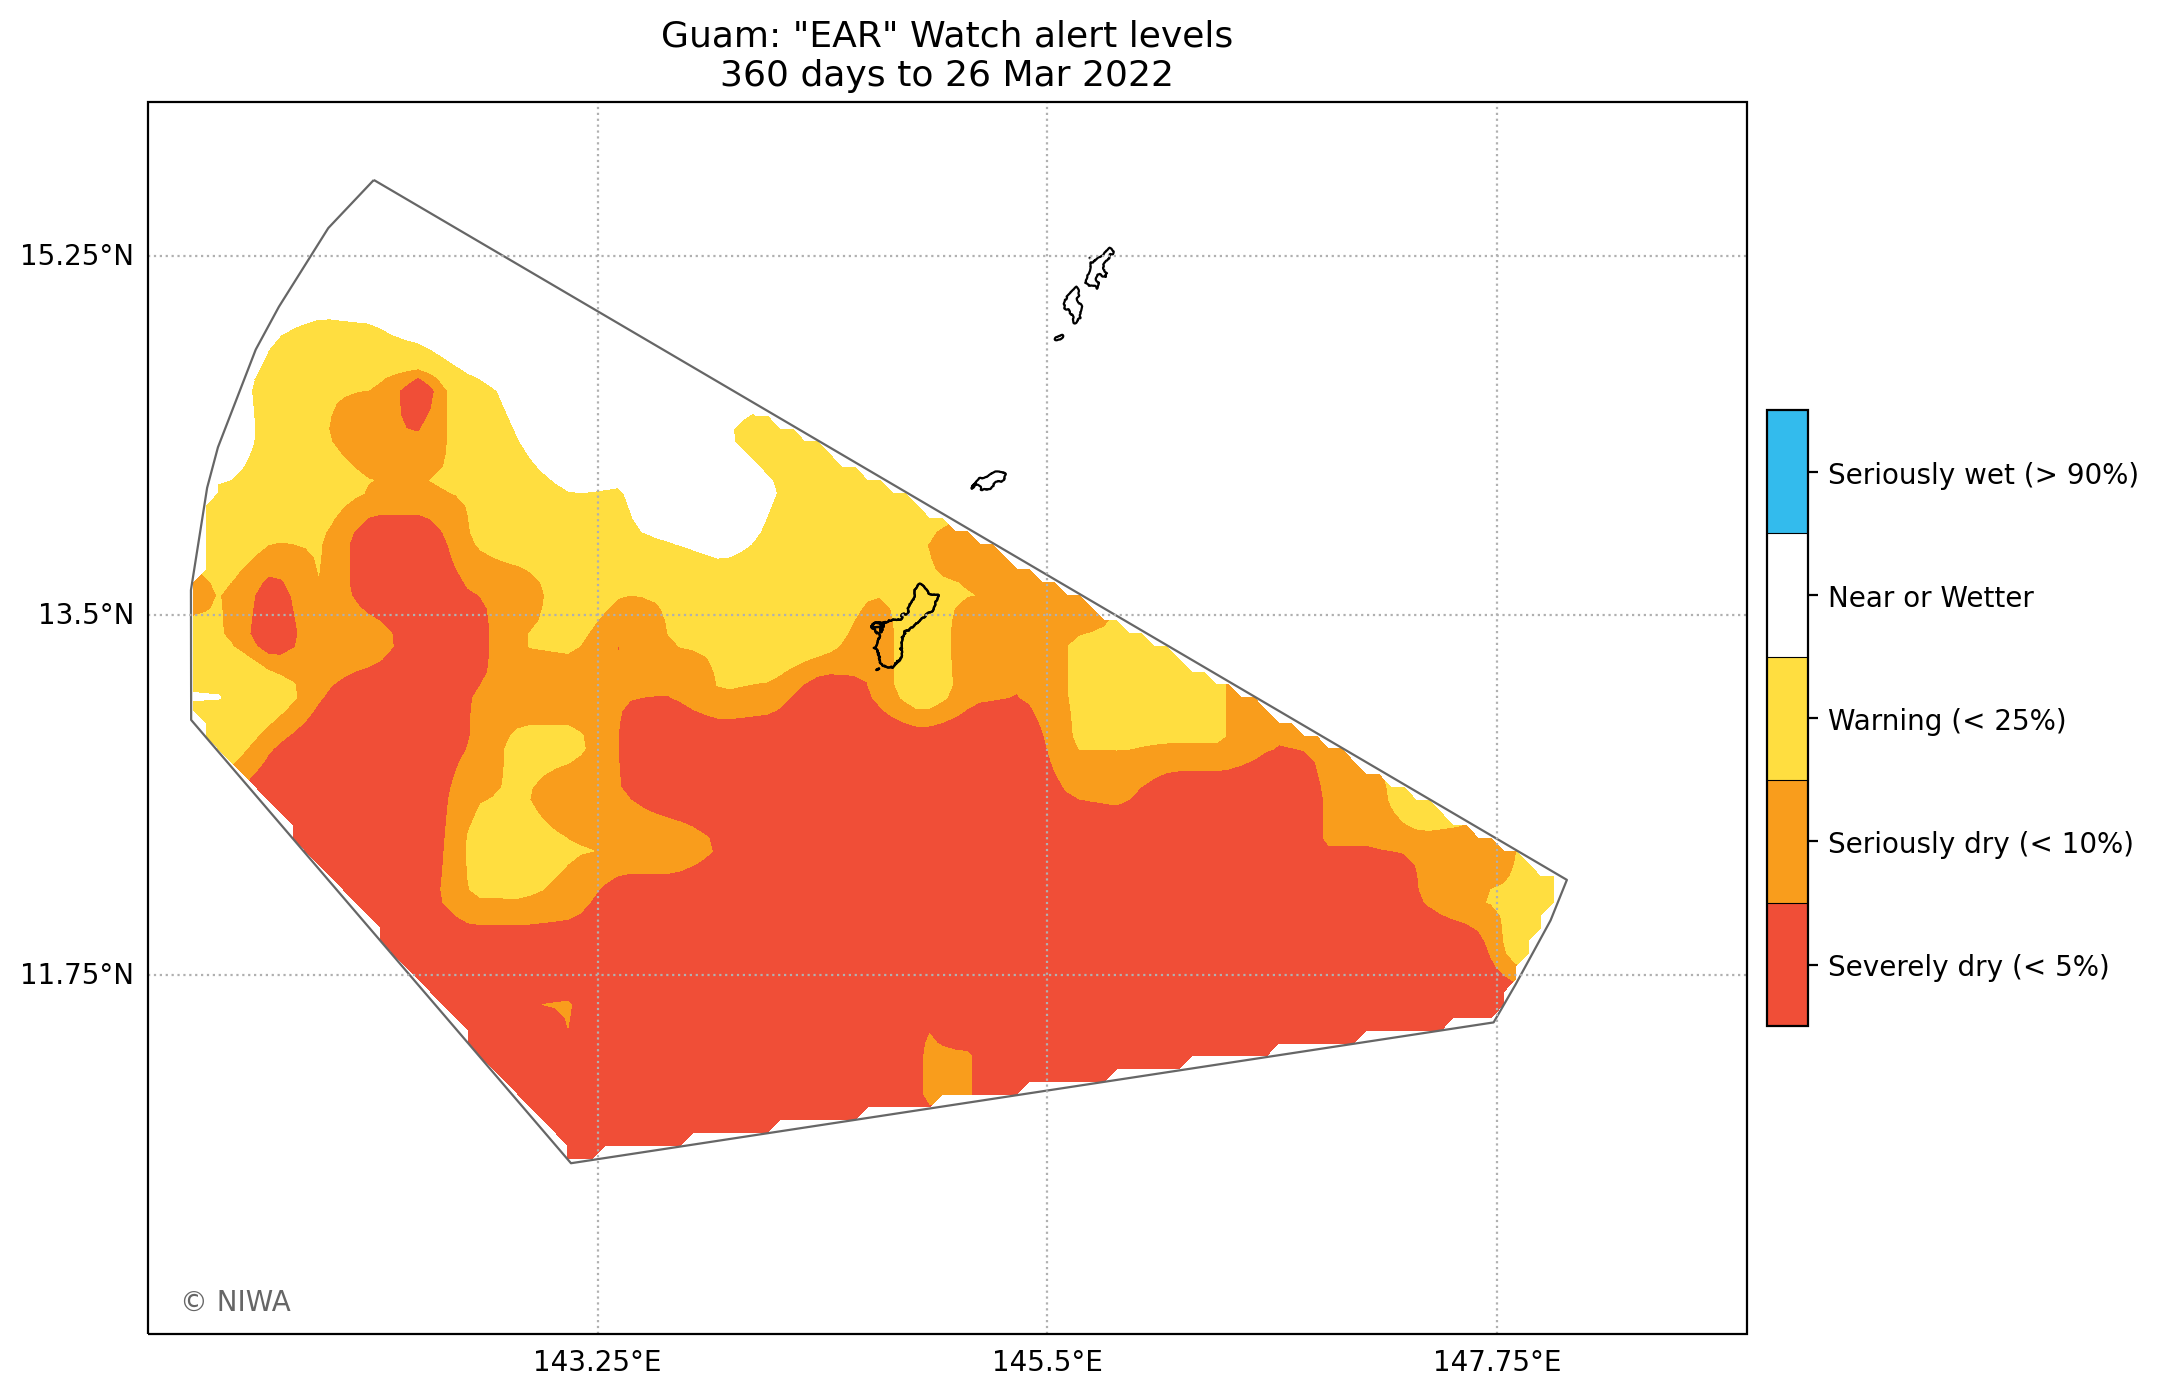 Guam: "EAR" Watch alert levels
360 days to 26 Mar 2022
15.25°N
13.5°N
11.75°N
143.25°E
145.5°E
147.75°E
Seriously wet (> 90%)
Near or Wetter
Warning (< 25%)
Seriously dry (< 10%)
Severely dry (< 5%)
© NIWA